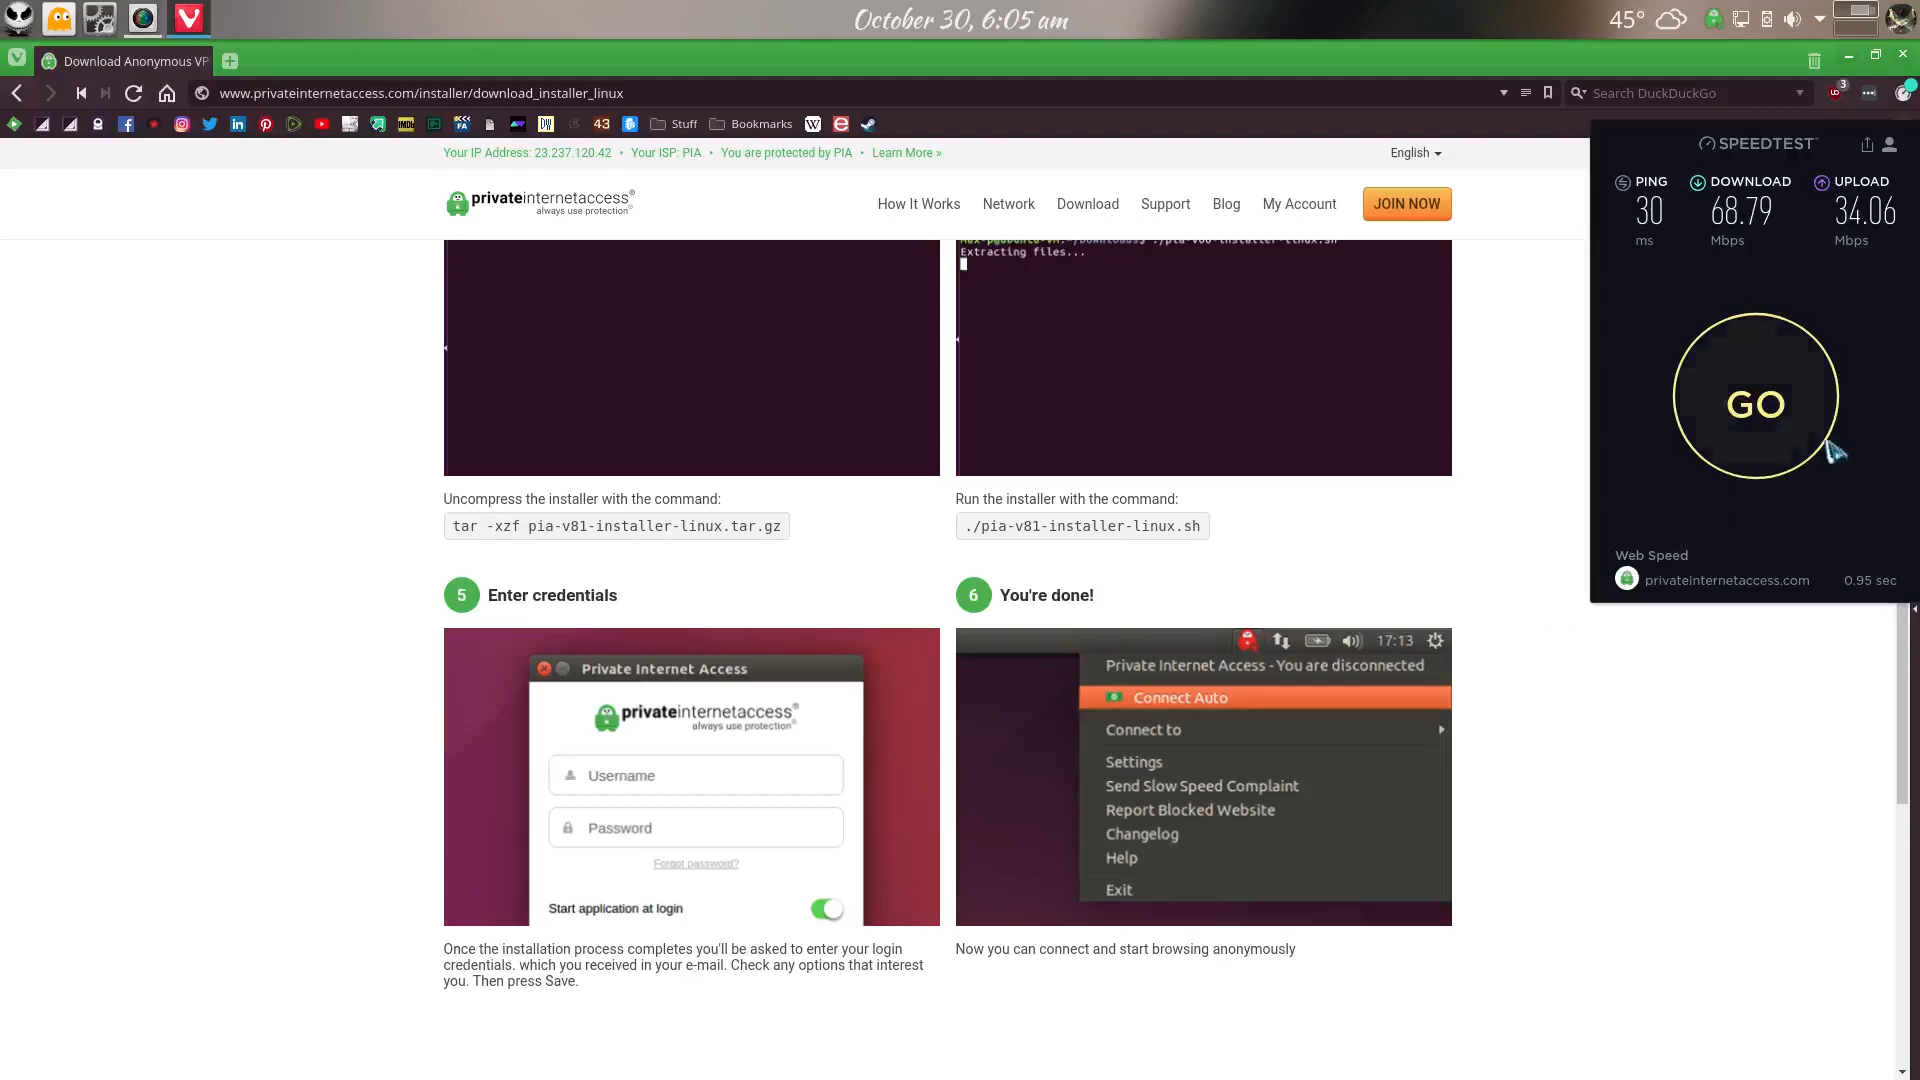 October 30, 6:05 am
45°
Download Anonymous VP
www.privateinternetaccess.com/installer/download_installer_linux
Search DuckDuckGo
3
43
Stuff
Bookmarks
Your IP Address: 23.237.120.42 • Your ISP: PIA • You are protected by PIA • Learn More »
English
privateinternetaccess®
always use protection®
How It Works
Network
Download
Support
Blog
My Account
JOIN NOW
SPEEDTEST
PING
DOWNLOAD
UPLOAD
30
68.79
34.06
ms
Mbps
Mbps
GO
Web Speed
privateinternetaccess.com
0.95 sec
Extracting files...
Uncompress the installer with the command:
tar -xzf pia-v81-installer-linux.tar.gz
Run the installer with the command:
./pia-v81-installer-linux.sh
5 Enter credentials
Private Internet Access
privateinternetaccess®
always use protection®
Username
Password
Forgot password?
Start application at login
Once the installation process completes you'll be asked to enter your login
credentials. which you received in your e-mail. Check any options that interest
you. Then press Save.
6 You're done!
17:13
Private Internet Access - You are disconnected
Connect Auto
Connect to
Settings
Send Slow Speed Complaint
Report Blocked Website
Changelog
Help
Exit
Now you can connect and start browsing anonymously